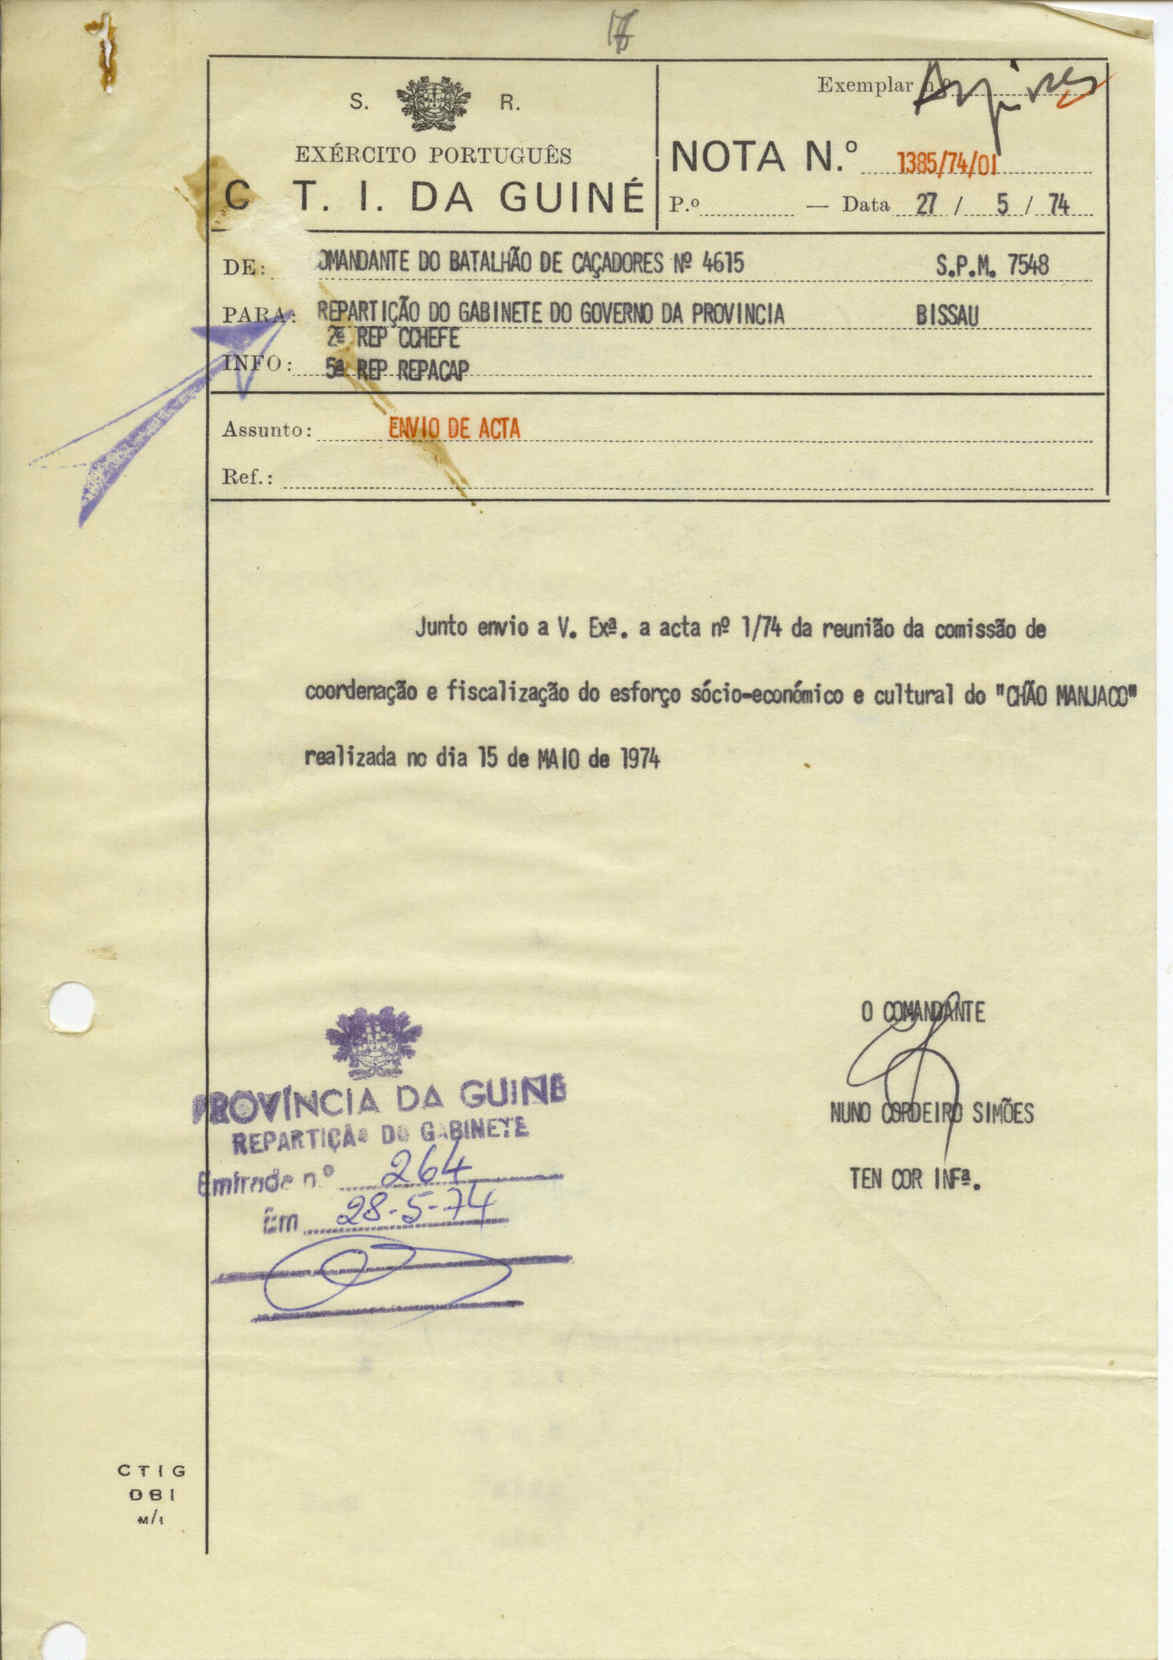 S. R.
EXÉRCITO PORTUGUÊS
C T. I. DA GUINÉ
Exemplar n.º
NOTA N.º 1385/74/01
P.º — Data 27 / 5 / 74
DE: OMANDANTE DO BATALHÃO DE CAÇADORES Nº 4615 S.P.M. 7548
PARA: REPARTIÇÃO DO GABINETE DO GOVERNO DA PROVINCIA BISSAU
2ª REP CCHEFE
INFO: 5ª REP REPACAP
Assunto: ENVIO DE ACTA
Ref.:
Junto envio a V. Exª. a acta nº 1/74 da reunião da comissão de
coordenação e fiscalização do esforço sócio-económico e cultural do "CHÃO MANJACO"
realizada no dia 15 de MAIO de 1974
O COMANDANTE
NUNO CORDEIRO SIMÕES
TEN COR INFª.
PROVÍNCIA DA GUINÉ
REPARTIÇÃO DO GABINETE
Entrada n.º 264
Em 28-5-74
CTIG
DBI
M/1